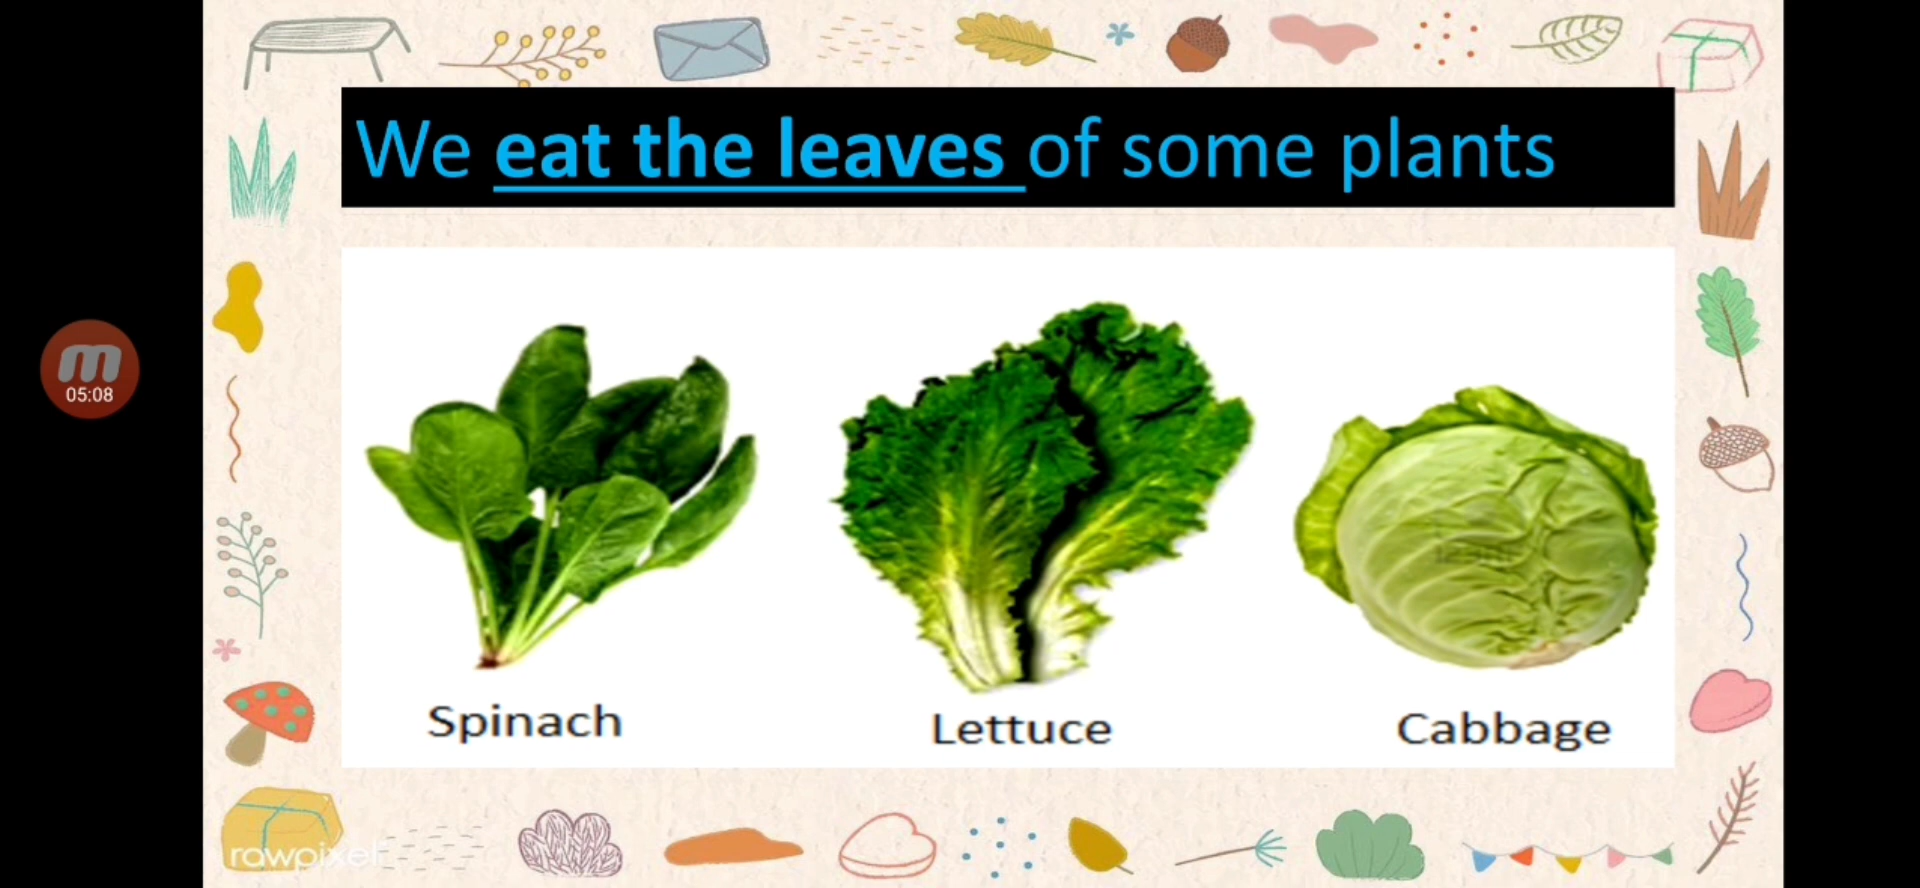 We eat the leaves of some plants
05:08
Spinach
Lettuce
Cabbage
rawpixel